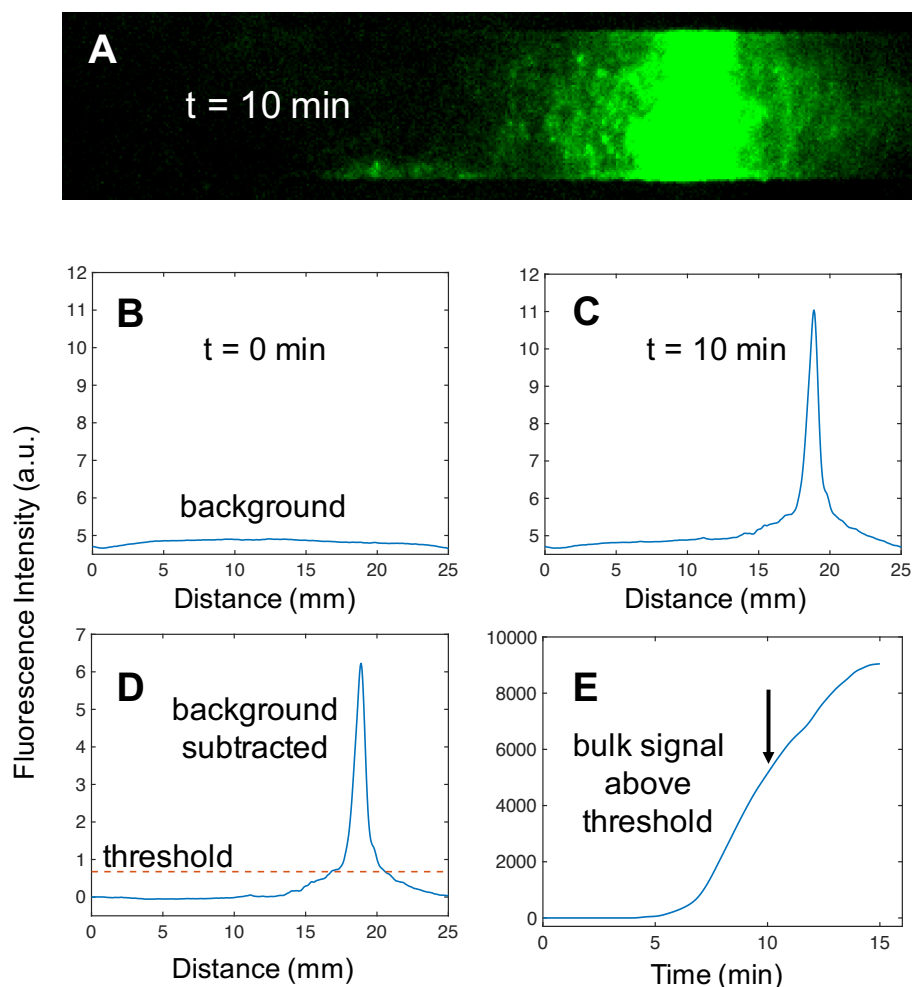 A
t = 10 min
B
t = 0 min
background
12
11
10
9
8
7
6
5
0 5 10 15 20 25
Distance (mm)
C
t = 10 min
12
11
10
9
8
7
6
5
0 5 10 15 20 25
Distance (mm)
Fluorescence Intensity (a.u.)
D
background
subtracted
threshold
7
6
5
4
3
2
1
0
0 5 10 15 20 25
Distance (mm)
E
bulk signal
above
threshold
10000
8000
6000
4000
2000
0
0 5 10 15
Time (min)